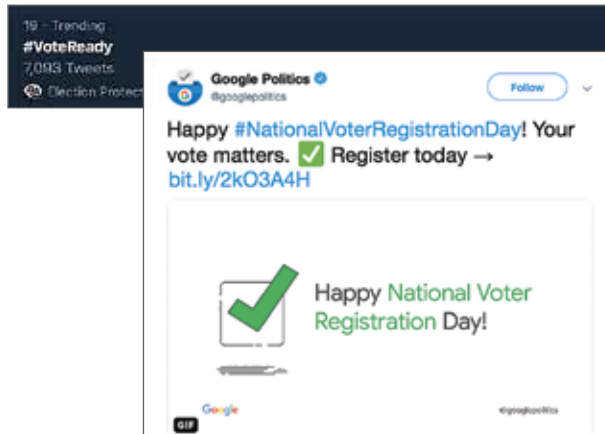 19 - Trending
#VoteReady
7,093 Tweets
Election Protect
Google Politics
@googlepolitics
Follow
Happy #NationalVoterRegistrationDay! Your
vote matters. ✅ Register today →
bit.ly/2kO3A4H
Happy National Voter
Registration Day!
Google
@googlepolitics
GIF